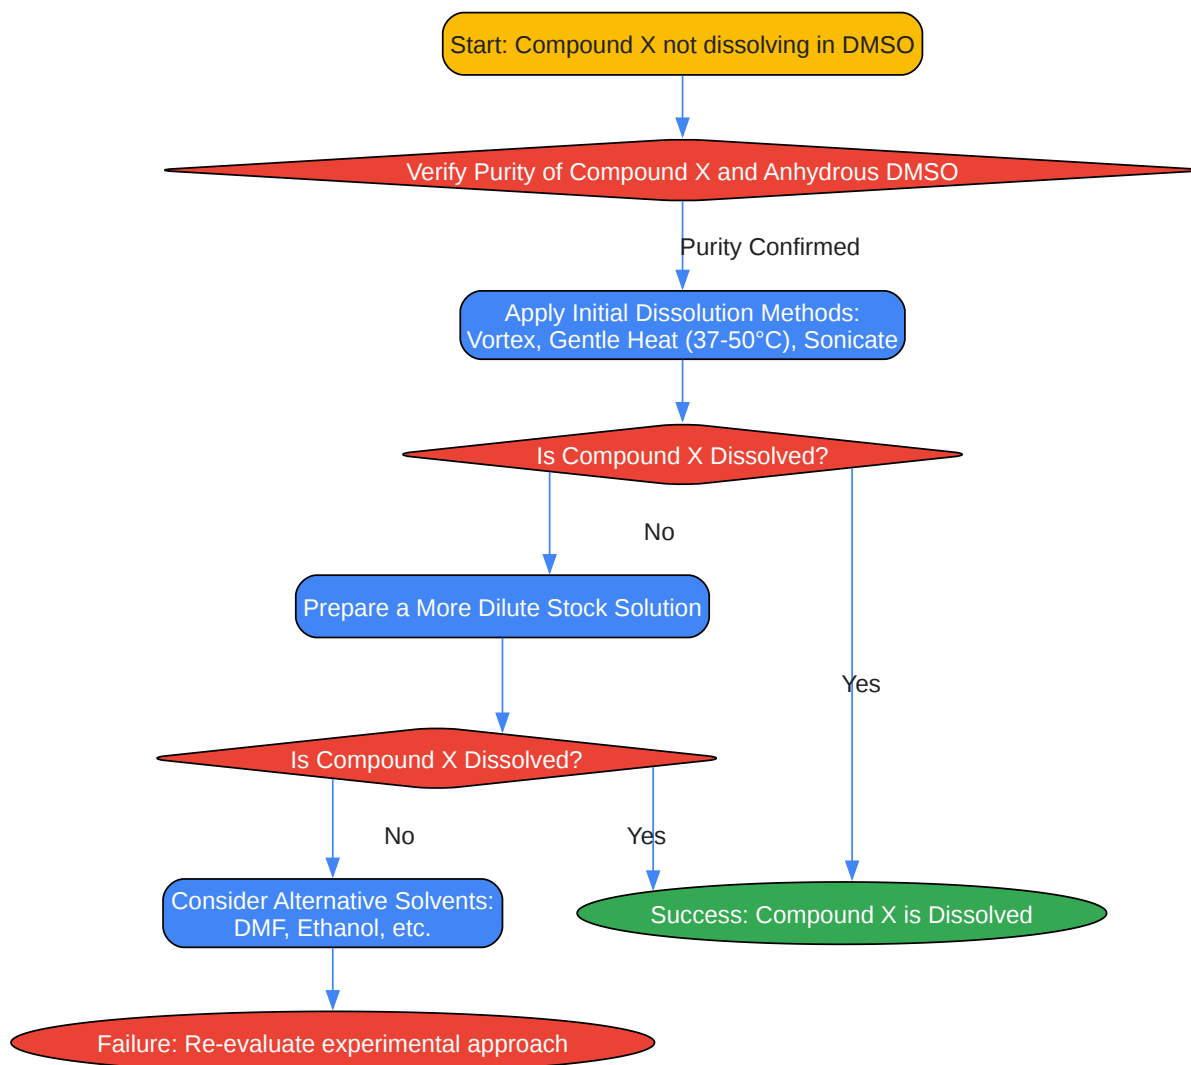 Start: Compound X not dissolving in DMSO
Verify Purity of Compound X and Anhydrous DMSO
Purity Confirmed
Apply Initial Dissolution Methods:
Vortex, Gentle Heat (37-50°C), Sonicate
Is Compound X Dissolved?
No
Prepare a More Dilute Stock Solution
Yes
Is Compound X Dissolved?
No
Yes
Consider Alternative Solvents:
DMF, Ethanol, etc.
Success: Compound X is Dissolved
Failure: Re-evaluate experimental approach